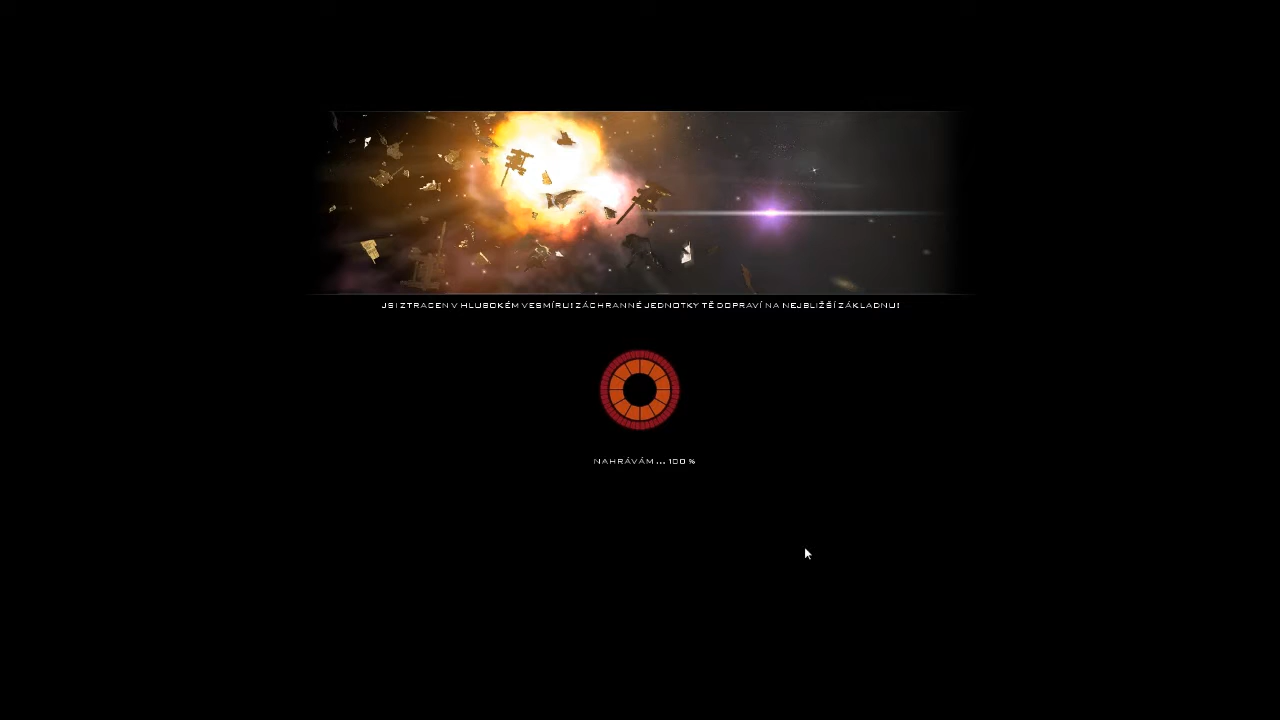 JSI ZTRACEN V HLUBOKÉM VESMÍRU! ZÁCHRANNÉ JEDNOTKY TĚ DOPRAVÍ NA NEJBLIŽŠÍ ZÁKLADNU!
NAHRÁVÁM ... 100 %